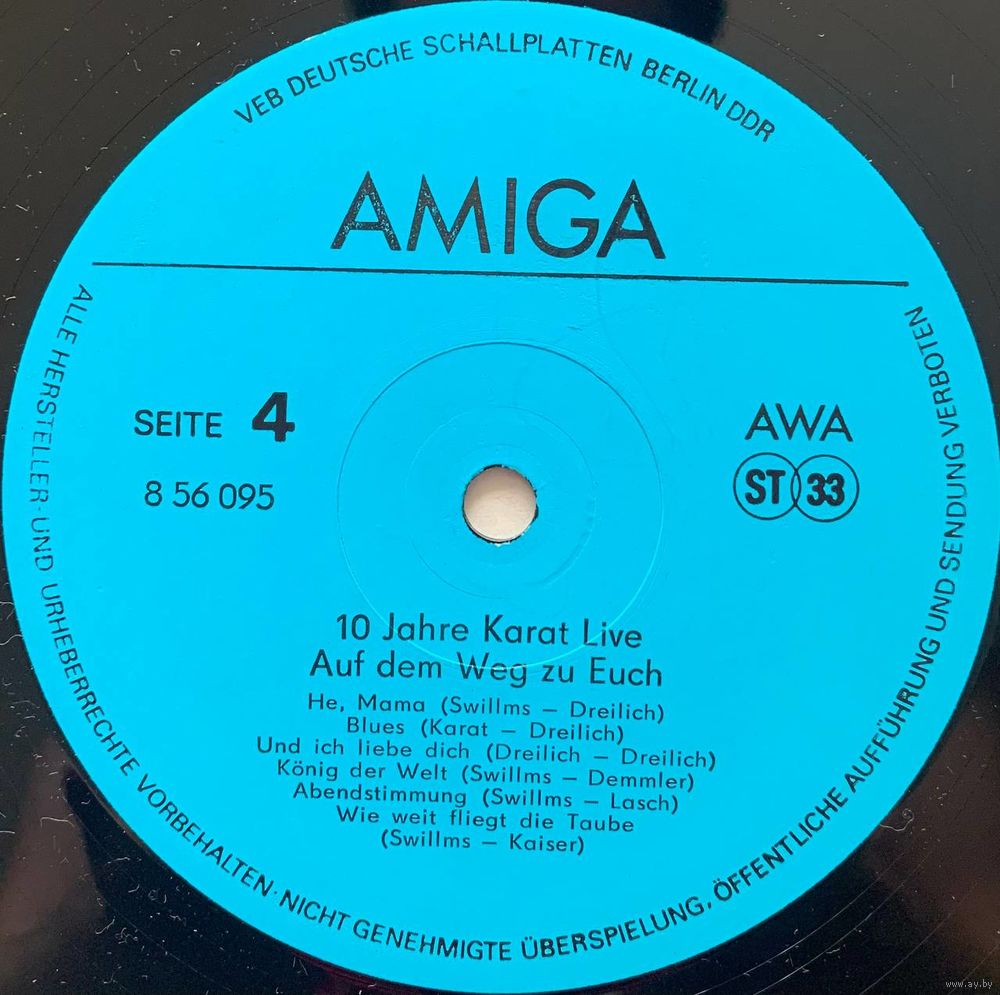 VEB DEUTSCHE SCHALLPLATTEN BERLIN DDR
AMIGA
SEITE 4
8 56 095
AWA
ST 33
10 Jahre Karat Live
Auf dem Weg zu Euch
He, Mama (Swillms – Dreilich)
Blues (Karat – Dreilich)
Und ich liebe dich (Dreilich – Dreilich)
König der Welt (Swillms – Demmler)
Abendstimmung (Swillms – Lasch)
Wie weit fliegt die Taube
(Swillms – Kaiser)
ALLE HERSTELLER- UND URHEBERRECHTE VORBEHALTEN · NICHT GENEHMIGTE ÜBERSPIELUNG, ÖFFENTLICHE AUFFÜHRUNG UND SENDUNG VERBOTEN
www.ay.by